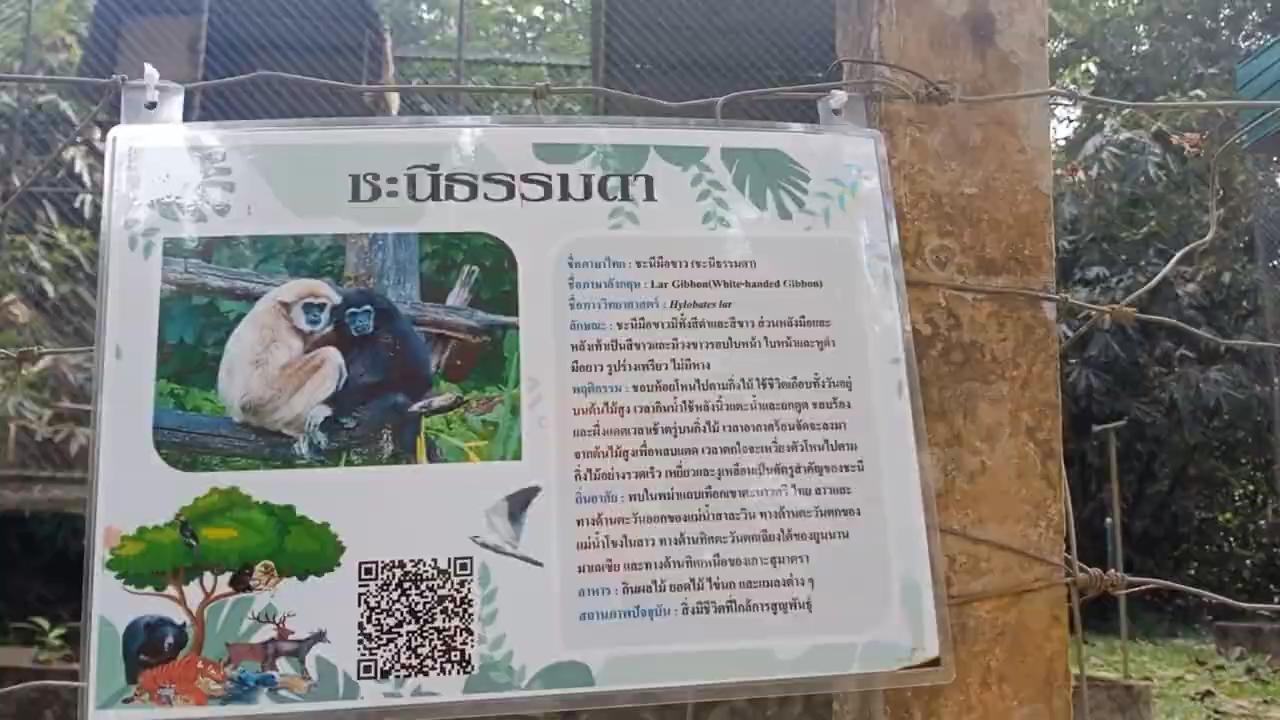 ชะนีธรรมดา
ชื่อภาษาไทย : ชะนีมือขาว (ชะนีธรรมดา)
ชื่อภาษาอังกฤษ : Lar Gibbon(White-handed Gibbon)
ชื่อทางวิทยาศาสตร์ : Hylobates lar
ลักษณะ : ชะนีมือขาวมีทั้งสีดำและสีขาว ส่วนหลังมือและ
หลังเท้าเป็นสีขาวและมีวงขาวรอบใบหน้า ใบหน้าและหูดำ
มือยาว รูปร่างเพรียว ไม่มีหาง
พฤติกรรม : ชอบห้อยโหนไปตามกิ่งไม้ ใช้ชีวิตเกือบทั้งวันอยู่
บนต้นไม้สูง เวลากินน้ำใช้หลังนิ้วแตะน้ำและยกดูด ชอบร้อง
และผึ่งแดดเวลาเช้าตรู่บนกิ่งไม้ เวลาอากาศร้อนจัดจะลงมา
จากต้นไม้สูงเพื่อหลบแดด เวลาตกใจจะเหวี่ยงตัวโหนไปตาม
กิ่งไม้อย่างรวดเร็ว เหยี่ยวและงูเหลือมเป็นศัตรูสำคัญของชะนี
ถิ่นอาศัย : พบในพม่าแถบเทือกเขาตะนาวศรี ไทย ลาวและ
ทางด้านตะวันออกของแม่น้ำสาละวิน ทางด้านตะวันตกของ
แม่น้ำโขงในลาว ทางด้านทิศตะวันตกเฉียงใต้ของยูนนาน
มาเลเซีย และทางด้านทิศเหนือของเกาะสุมาตรา
อาหาร : กินผลไม้ ยอดไม้ ไข่นก และแมลงต่าง ๆ
สถานภาพปัจจุบัน : สิ่งมีชีวิตที่ใกล้การสูญพันธุ์